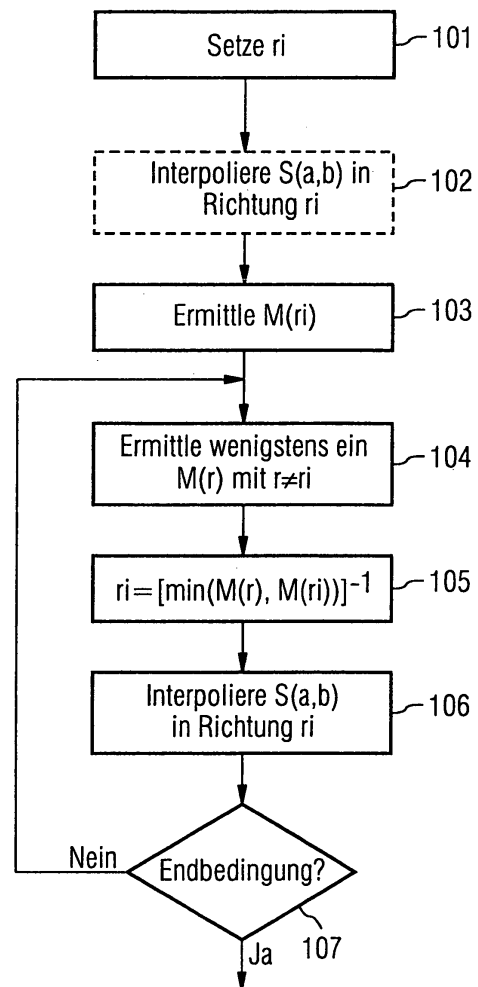 Setze ri
101
Interpoliere S(a,b) in
Richtung ri
102
Ermittle M(ri)
103
Ermittle wenigstens ein
M(r) mit r≠ri
104
ri=[min(M(r), M(ri))]⁻¹
105
Interpoliere S(a,b)
in Richtung ri
106
Nein
Endbedingung?
107
Ja